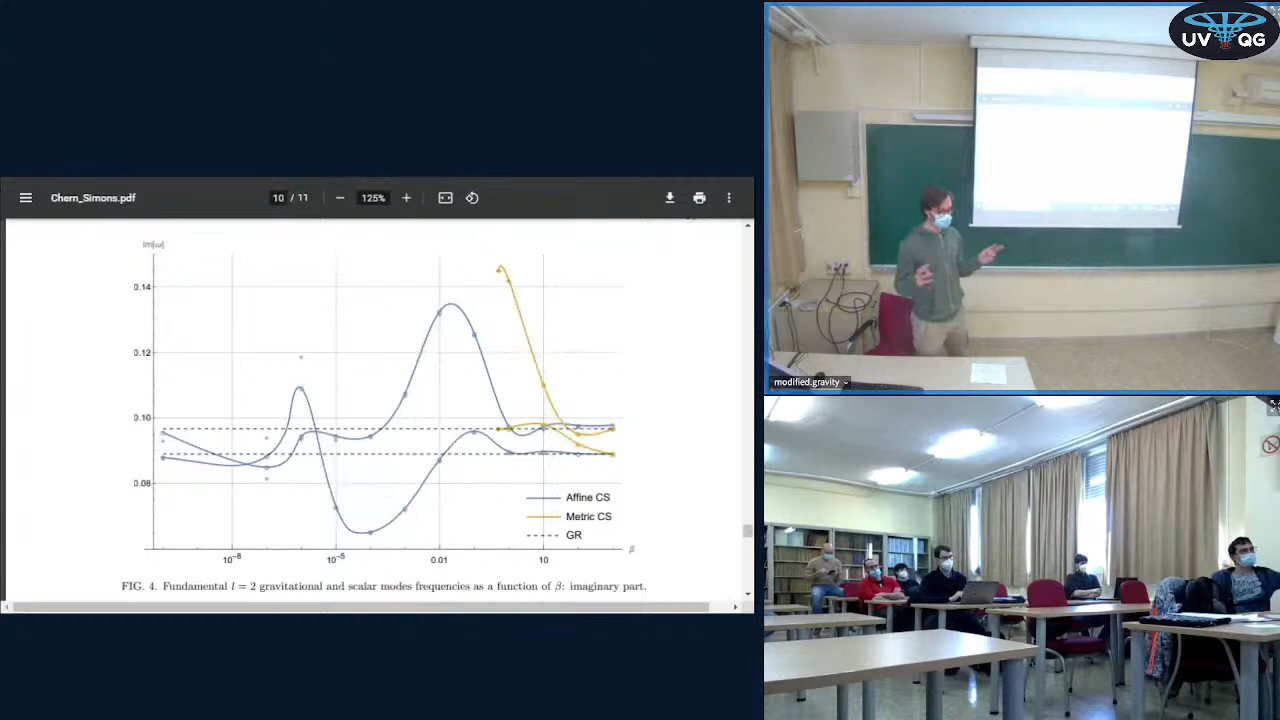 UV QG
Chern_Simons.pdf
10 / 11
125%
Im[ω]
0.14
0.12
0.10
0.08
10⁻⁸
10⁻⁵
0.01
10
β
Affine CS
Metric CS
GR
FIG. 4. Fundamental l = 2 gravitational and scalar modes frequencies as a function of β: imaginary part.
modified.gravity